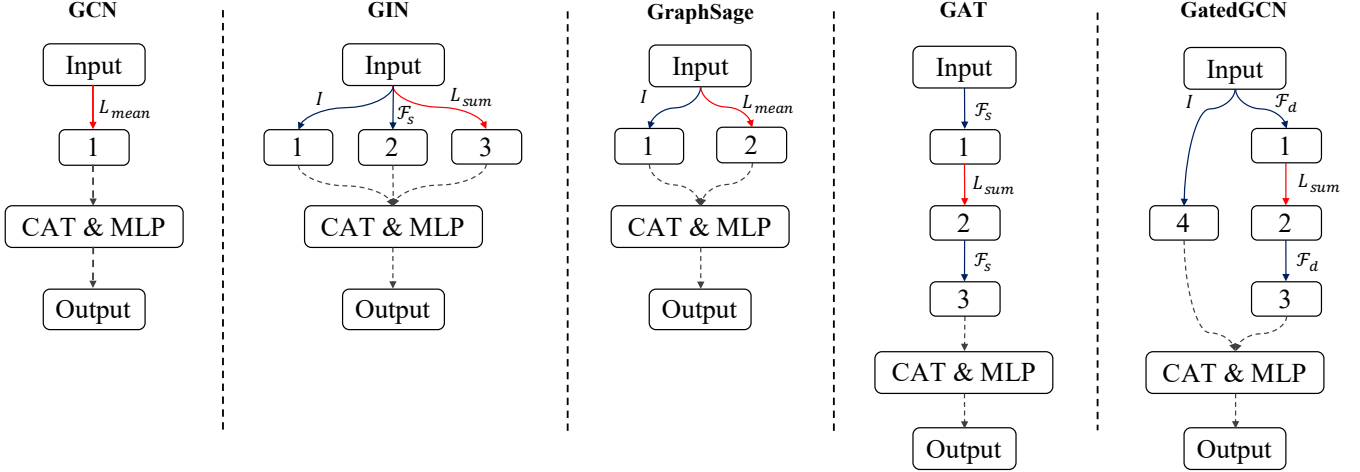 GCN
Input
L_mean
1
CAT & MLP
Output
GIN
Input
I
ℱ_s
L_sum
1
2
3
CAT & MLP
Output
GraphSage
Input
I
L_mean
1
2
CAT & MLP
Output
GAT
Input
ℱ_s
1
L_sum
2
ℱ_s
3
CAT & MLP
Output
GatedGCN
Input
I
ℱ_d
1
L_sum
4
2
ℱ_d
3
CAT & MLP
Output